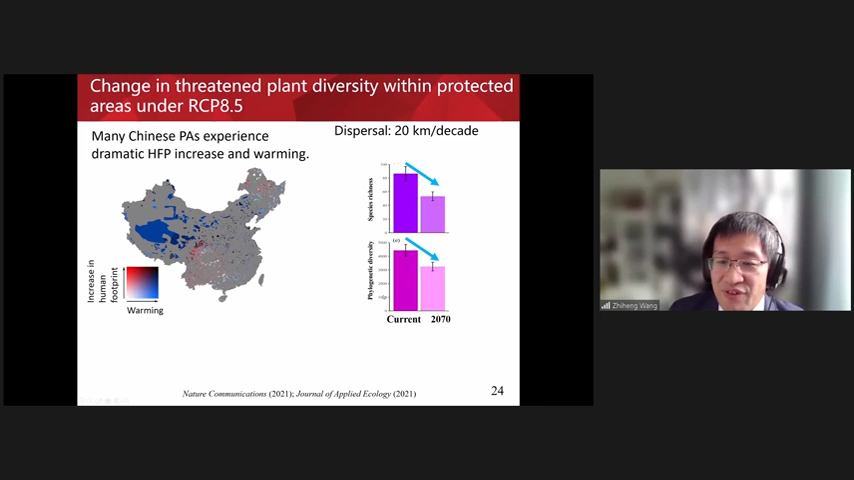 Change in threatened plant diversity within protected
areas under RCP8.5
Many Chinese PAs experience
dramatic HFP increase and warming.
Dispersal: 20 km/decade
Species richness
Phylogenetic diversity
(e)
Current 2070
Increase in
human
footprint
Warming
Nature Communications (2021); Journal of Applied Ecology (2021)
24
Zhiheng Wang